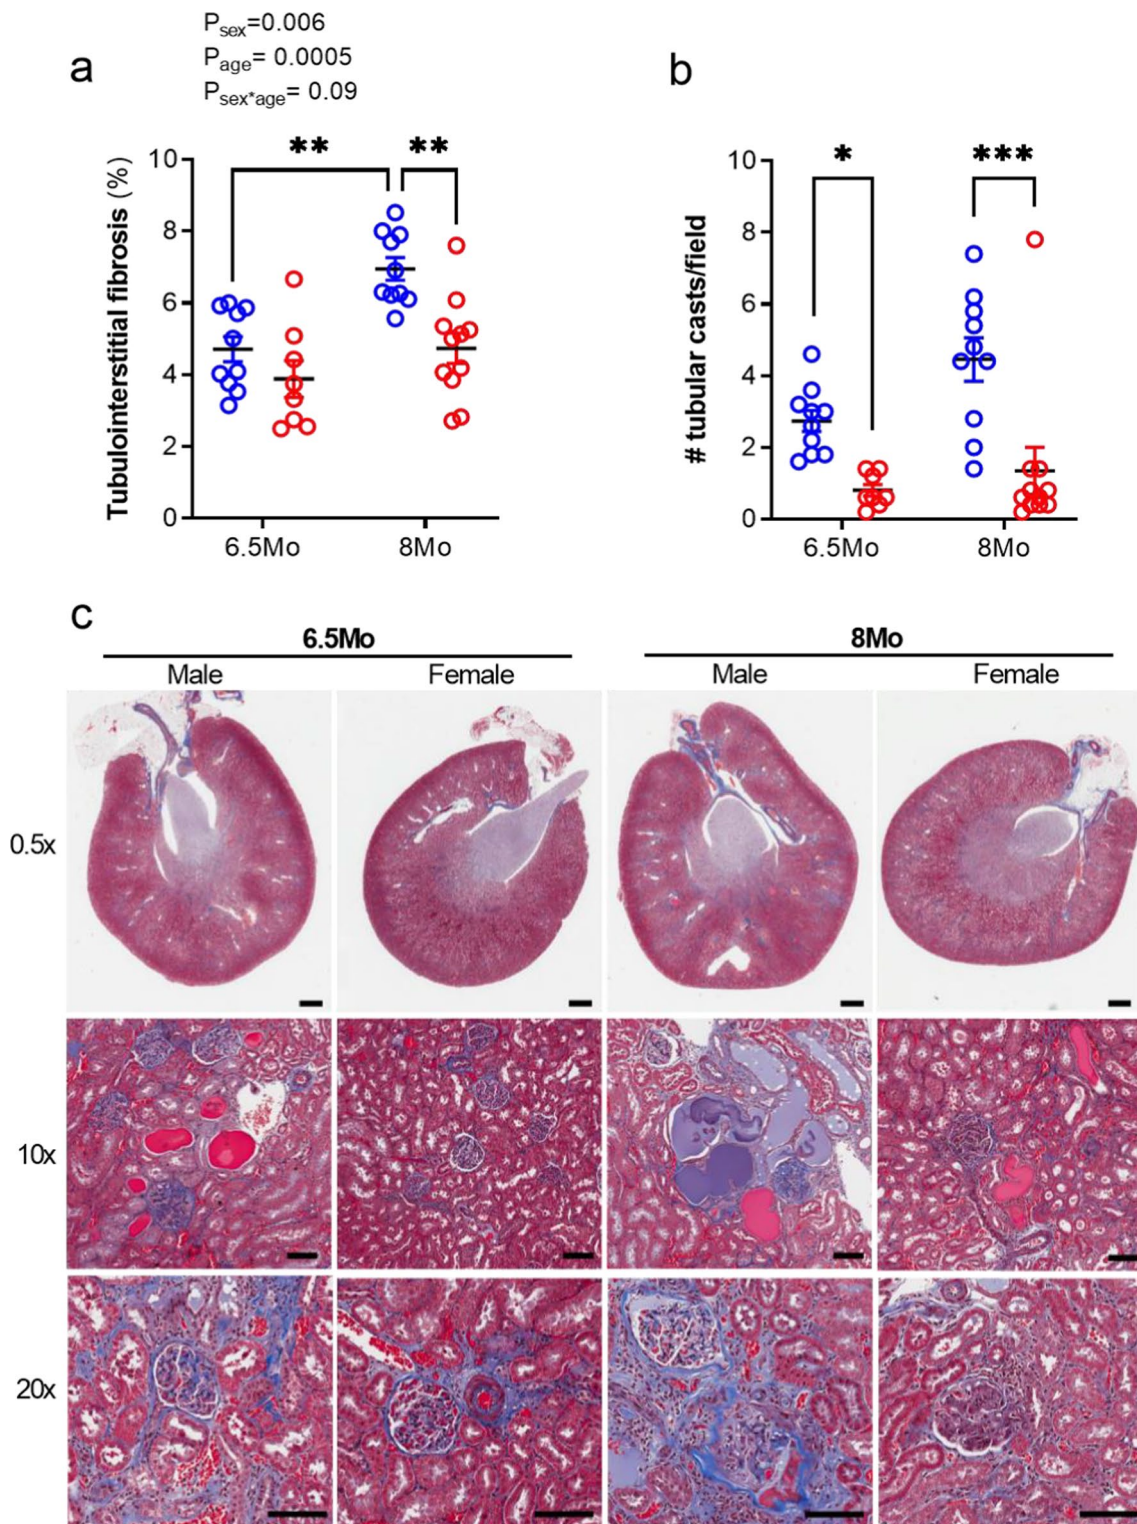 P_sex=0.006
a
P_age= 0.0005
b
P_sex*age= 0.09
** **
* ***
Tubulointerstitial fibrosis (%)
10
8
6
4
2
0
6.5Mo 8Mo
# tubular casts/field
10
8
6
4
2
0
6.5Mo 8Mo
c
6.5Mo 8Mo
Male Female Male Female
0.5x
10x
20x